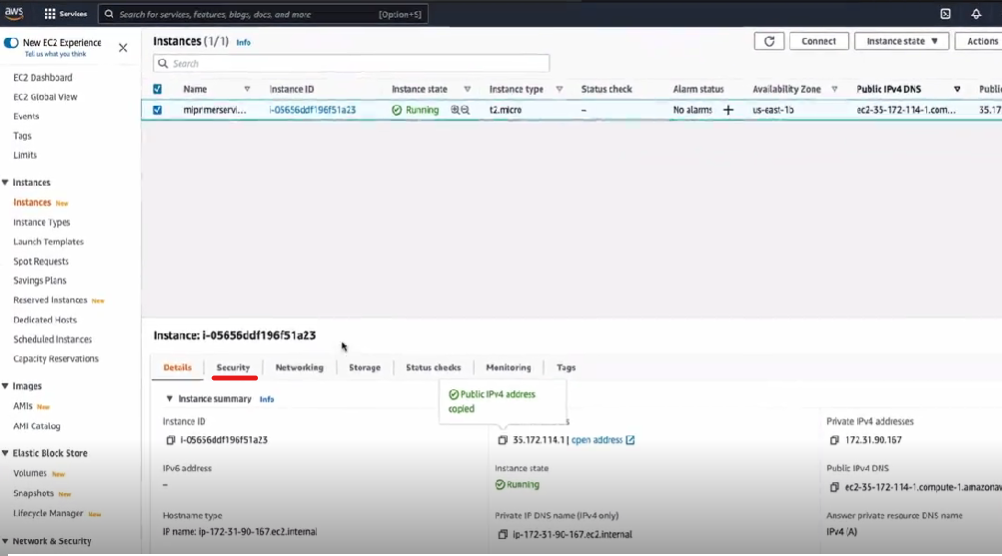 aws
Services
Search for services, features, blogs, docs, and more
[Option+S]
New EC2 Experience
Tell us what you think
EC2 Dashboard
EC2 Global View
Events
Tags
Limits
Instances
Instances New
Instance Types
Launch Templates
Spot Requests
Savings Plans
Reserved Instances New
Dedicated Hosts
Scheduled Instances
Capacity Reservations
Images
AMIs New
AMI Catalog
Elastic Block Store
Volumes New
Snapshots New
Lifecycle Manager New
Network & Security
Instances (1/1) Info
Connect
Instance state
Actions
Search
Name Instance ID Instance state Instance type Status check Alarm status Availability Zone Public IPv4 DNS Public
miprimerservi... i-05656ddf196f51a23 Running t2.micro – No alarms us-east-1b ec2-35-172-114-1.com... 35.17
Instance: i-05656ddf196f51a23
Details Security Networking Storage Status checks Monitoring Tags
Public IPv4 address
copied
Instance summary Info
Instance ID
i-05656ddf196f51a23
35.172.114.1 | open address
Private IPv4 addresses
172.31.90.167
IPv6 address
–
Instance state
Running
Public IPv4 DNS
ec2-35-172-114-1.compute-1.amazonaw
Hostname type
IP name: ip-172-31-90-167.ec2.internal
Private IP DNS name (IPv4 only)
ip-172-31-90-167.ec2.internal
Answer private resource DNS name
IPv4 (A)